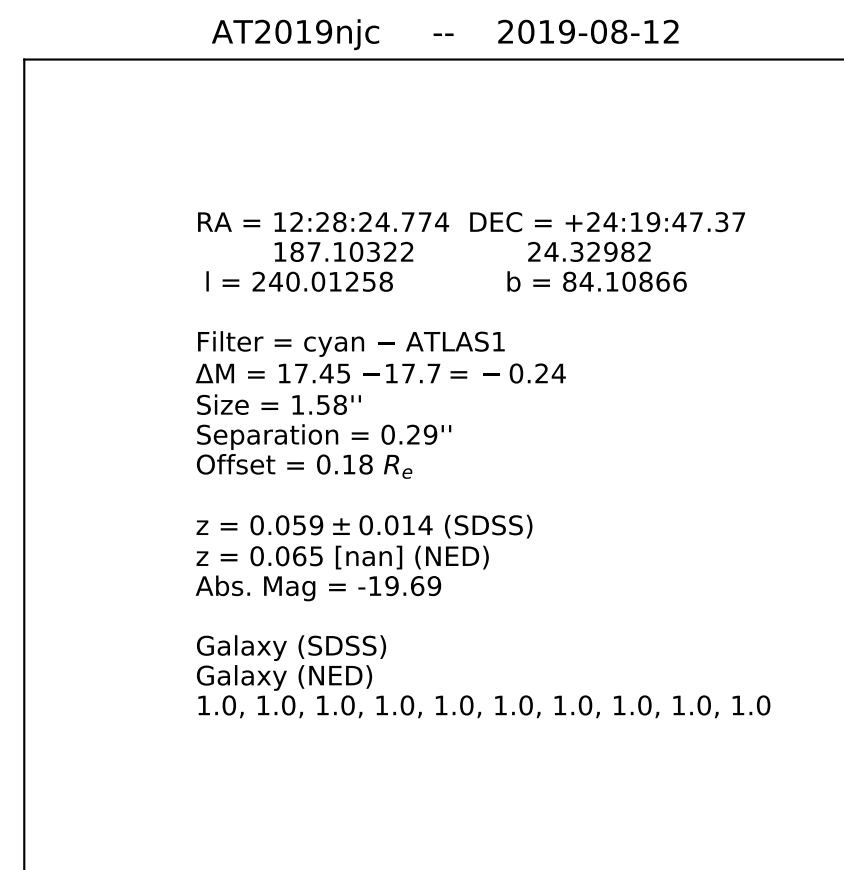 AT2019njc -- 2019-08-12
RA = 12:28:24.774 DEC = +24:19:47.37
187.10322 24.32982
l = 240.01258 b = 84.10866
Filter = cyan − ATLAS1
ΔM = 17.45 −17.7 = − 0.24
Size = 1.58''
Separation = 0.29''
Offset = 0.18 Re
z = 0.059 ± 0.014 (SDSS)
z = 0.065 [nan] (NED)
Abs. Mag = -19.69
Galaxy (SDSS)
Galaxy (NED)
1.0, 1.0, 1.0, 1.0, 1.0, 1.0, 1.0, 1.0, 1.0, 1.0